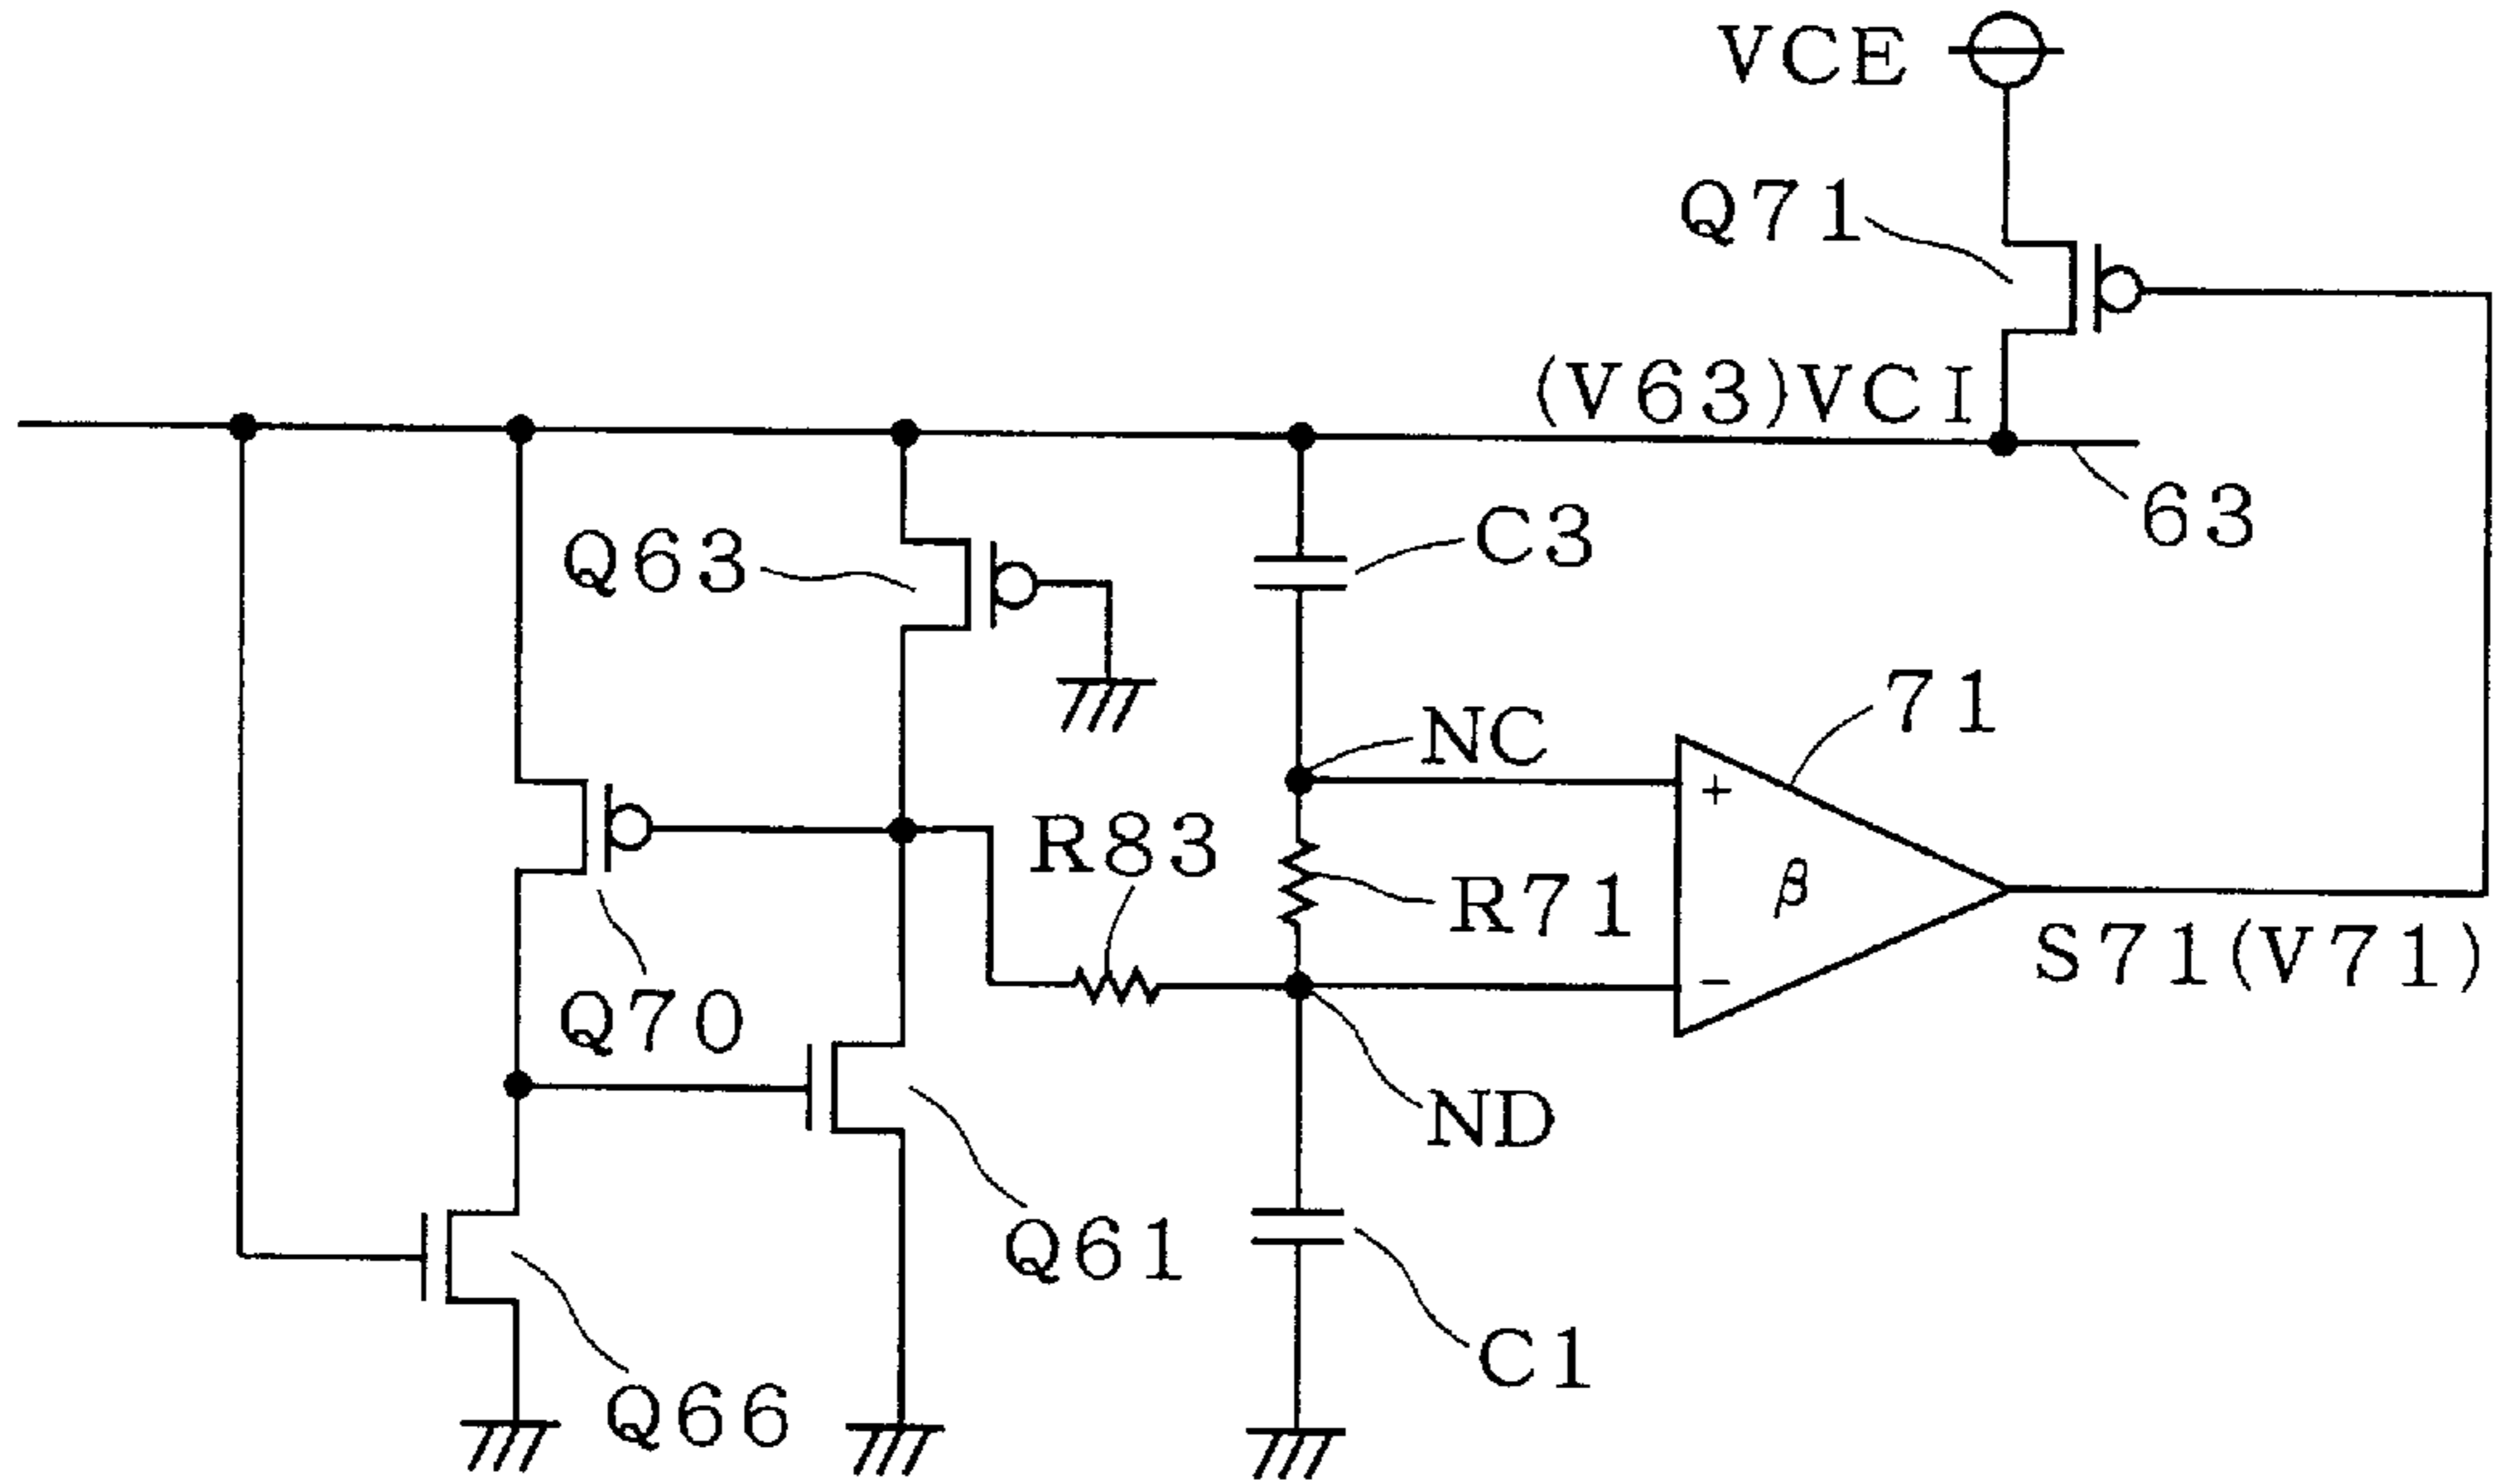 VCE
Q71
(V63)VCI
63
Q63
C3
71
NC
+
R83
β
R71
S71(V71)
-
Q70
ND
Q61
C1
Q66